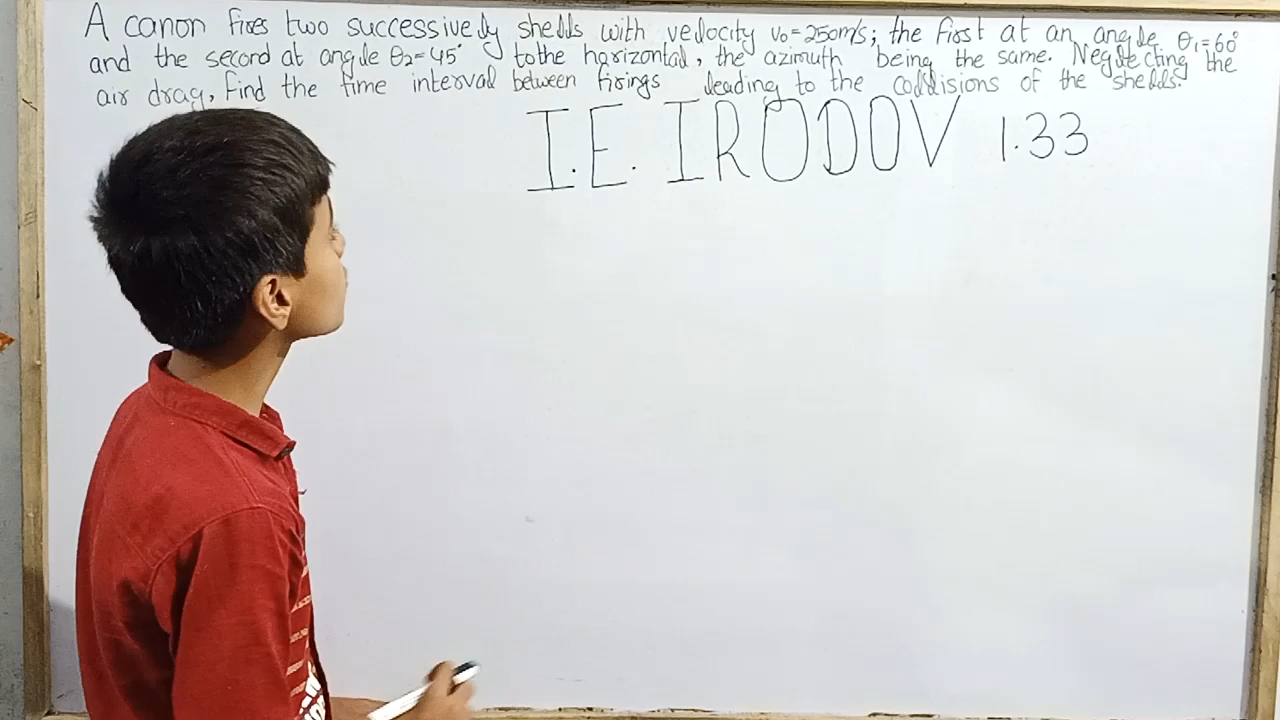 A canon fires two successively shells with velocity v₀=250m/s; the first at an angle θ₁=60°
and the second at angle θ₂=45° tothe horizontal, the azimuth being the same. Neglecting the
air drag, find the time interval between firings leading to the collisions of the shells.
I.E. IRODOV 1.33